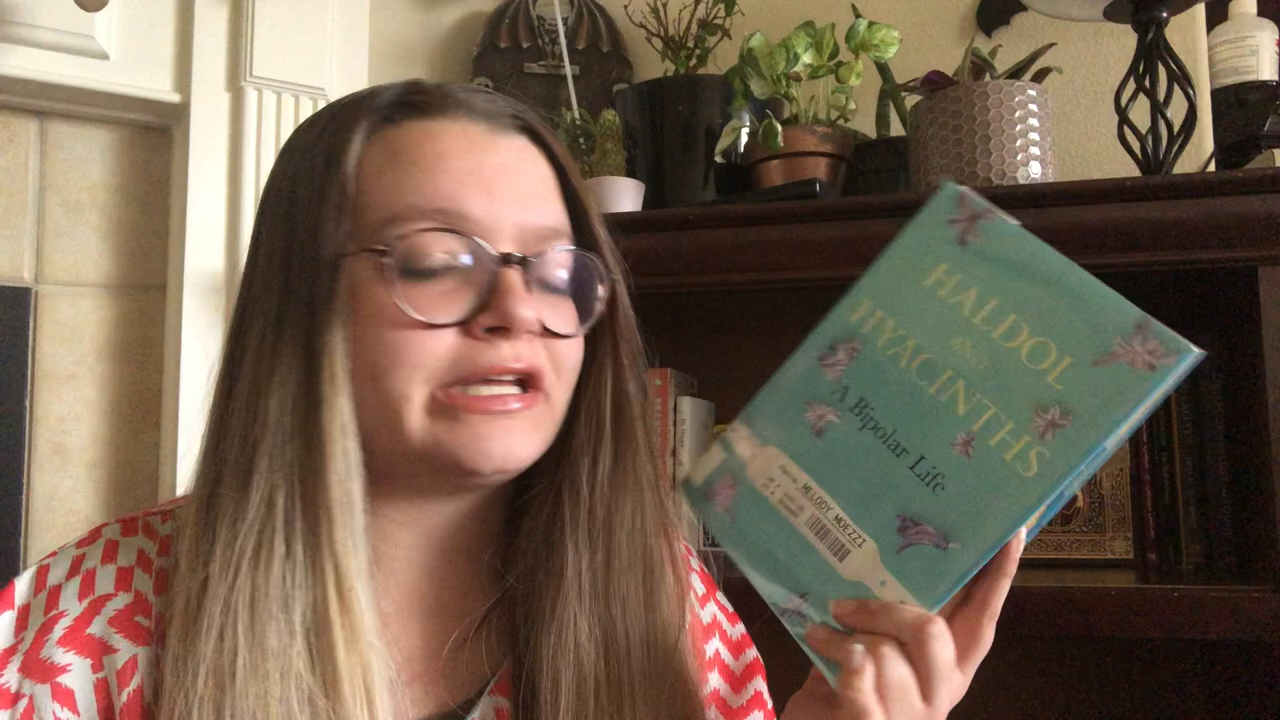 HALDOL
AND
HYACINTHS
A Bipolar Life
MELODY MOEZZI